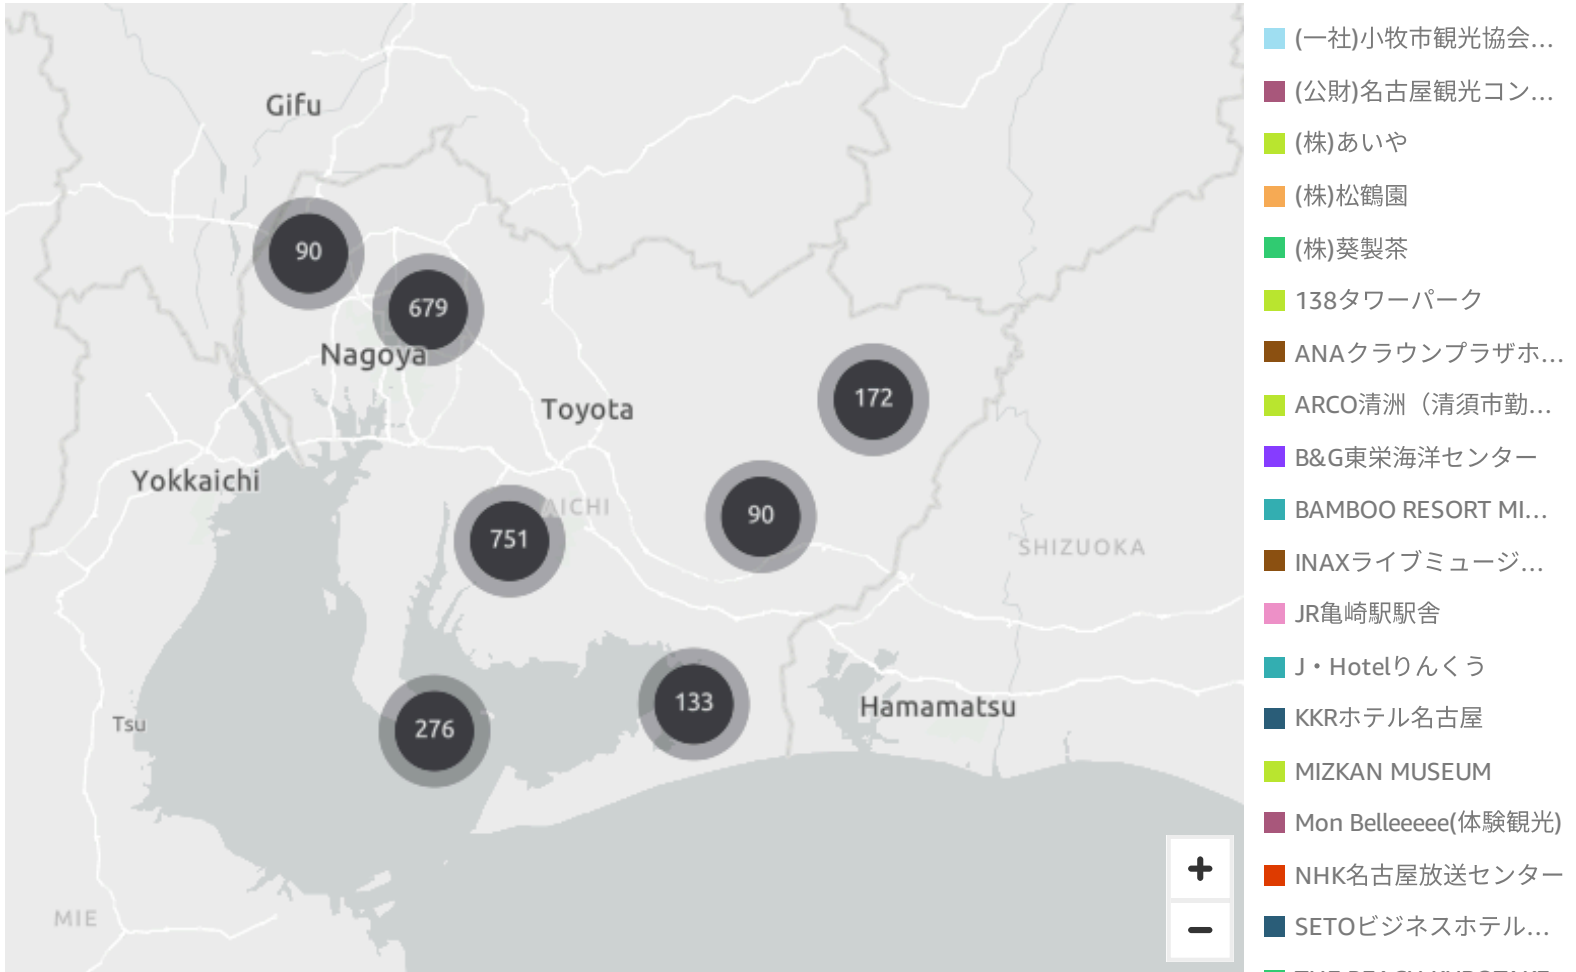 Gifu
90
679
Nagoya
172
Toyota
Yokkaichi
AICHI
90
751
SHIZUOKA
133
276
Hamamatsu
Tsu
MIE
+
−
(一社)小牧市観光協会...
(公財)名古屋観光コン...
(株)あいや
(株)松鶴園
(株)葵製茶
138タワーパーク
ANAクラウンプラザホ...
ARCO清洲（清須市勤...
B&G東栄海洋センター
BAMBOO RESORT MI...
INAXライブミュージ...
JR亀崎駅駅舎
J・Hotelりんくう
KKRホテル名古屋
MIZKAN MUSEUM
Mon Belleeeee(体験観光)
NHK名古屋放送センター
SETOビジネスホテル...